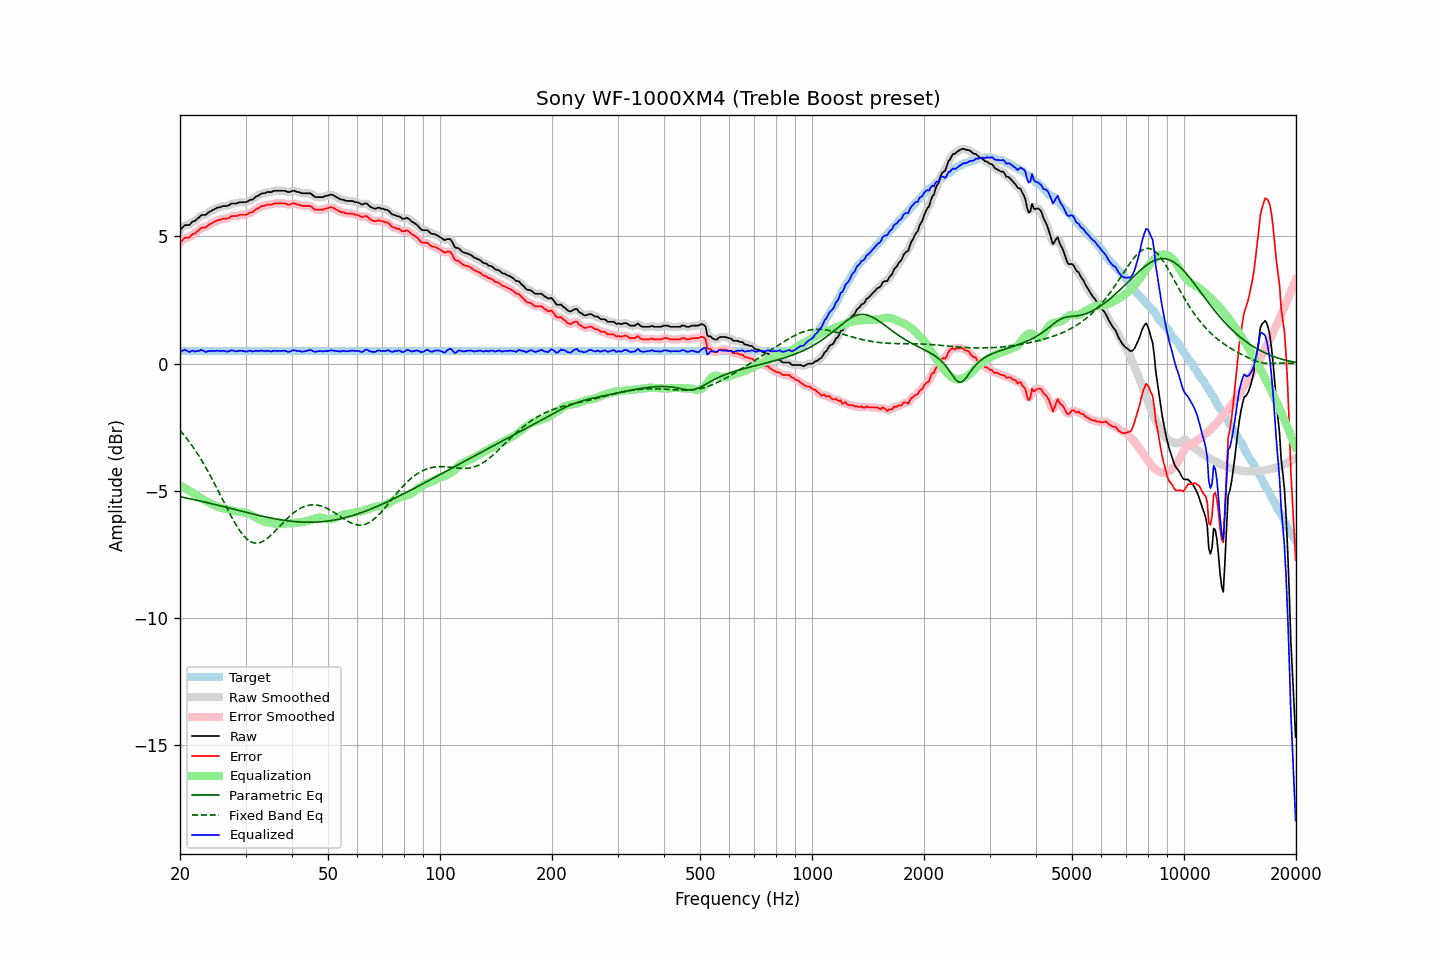 Sony WF-1000XM4 (Treble Boost preset)
Amplitude (dBr)
5
0
−5
−10
−15
Target
Raw Smoothed
Error Smoothed
Raw
Error
Equalization
Parametric Eq
Fixed Band Eq
Equalized
20 50 100 200 500 1000 2000 5000 10000 20000
Frequency (Hz)